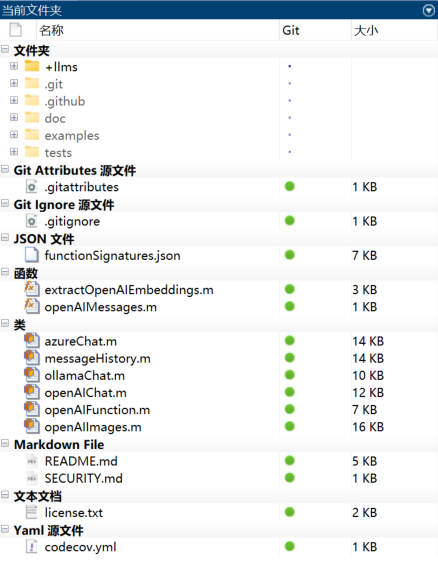 当前文件夹
名称 Git 大小
文件夹
+llms
.git
.github
doc
examples
tests
Git Attributes 源文件
.gitattributes 1 KB
Git Ignore 源文件
.gitignore 1 KB
JSON 文件
functionSignatures.json 7 KB
函数
extractOpenAIEmbeddings.m 3 KB
openAIMessages.m 1 KB
类
azureChat.m 14 KB
messageHistory.m 14 KB
ollamaChat.m 10 KB
openAIChat.m 12 KB
openAIFunction.m 7 KB
openAIImages.m 16 KB
Markdown File
README.md 5 KB
SECURITY.md 1 KB
文本文档
license.txt 2 KB
Yaml 源文件
codecov.yml 1 KB